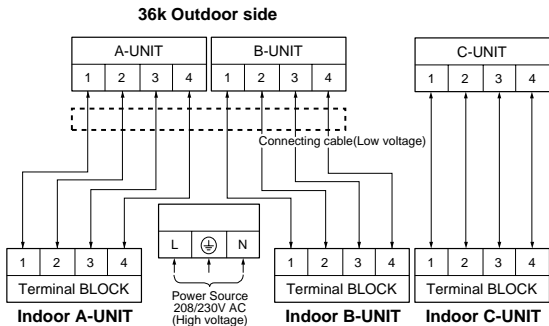 36k Outdoor side
A-UNIT B-UNIT C-UNIT
1 2 3 4 1 2 3 4 1 2 3 4
Connecting cable(Low voltage)
L N
1 2 3 4 1 2 3 4 1 2 3 4
Terminal BLOCK Terminal BLOCK Terminal BLOCK
Power Source
208/230V AC
(High voltage)
Indoor A-UNIT Indoor B-UNIT Indoor C-UNIT